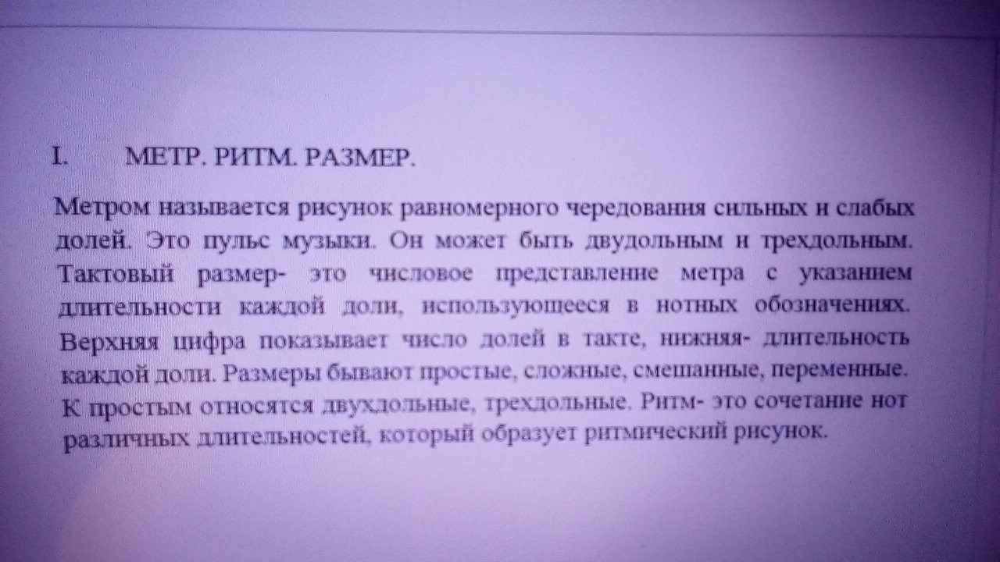 I. МЕТР. РИТМ. РАЗМЕР.
Метром называется рисунок равномерного чередования сильных и слабых
долей. Это пульс музыки. Он может быть двудольным и трехдольным.
Тактовый размер- это числовое представление метра с указанием
длительности каждой доли, использующееся в нотных обозначениях.
Верхняя цифра показывает число долей в такте, нижняя- длительность
каждой доли. Размеры бывают простые, сложные, смешанные, переменные.
К простым относятся двухдольные, трехдольные. Ритм- это сочетание нот
различных длительностей, который образует ритмический рисунок.